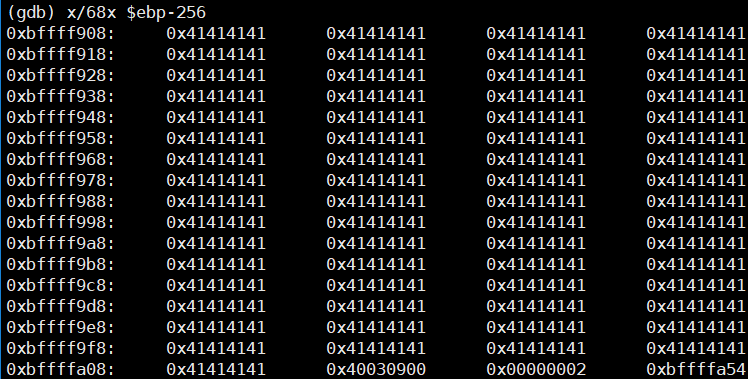 (gdb) x/68x $ebp-256
0xbffff908: 0x41414141 0x41414141 0x41414141 0x41414141
0xbffff918: 0x41414141 0x41414141 0x41414141 0x41414141
0xbffff928: 0x41414141 0x41414141 0x41414141 0x41414141
0xbffff938: 0x41414141 0x41414141 0x41414141 0x41414141
0xbffff948: 0x41414141 0x41414141 0x41414141 0x41414141
0xbffff958: 0x41414141 0x41414141 0x41414141 0x41414141
0xbffff968: 0x41414141 0x41414141 0x41414141 0x41414141
0xbffff978: 0x41414141 0x41414141 0x41414141 0x41414141
0xbffff988: 0x41414141 0x41414141 0x41414141 0x41414141
0xbffff998: 0x41414141 0x41414141 0x41414141 0x41414141
0xbffff9a8: 0x41414141 0x41414141 0x41414141 0x41414141
0xbffff9b8: 0x41414141 0x41414141 0x41414141 0x41414141
0xbffff9c8: 0x41414141 0x41414141 0x41414141 0x41414141
0xbffff9d8: 0x41414141 0x41414141 0x41414141 0x41414141
0xbffff9e8: 0x41414141 0x41414141 0x41414141 0x41414141
0xbffff9f8: 0x41414141 0x41414141 0x41414141 0x41414141
0xbffffa08: 0x41414141 0x40030900 0x00000002 0xbffffa54